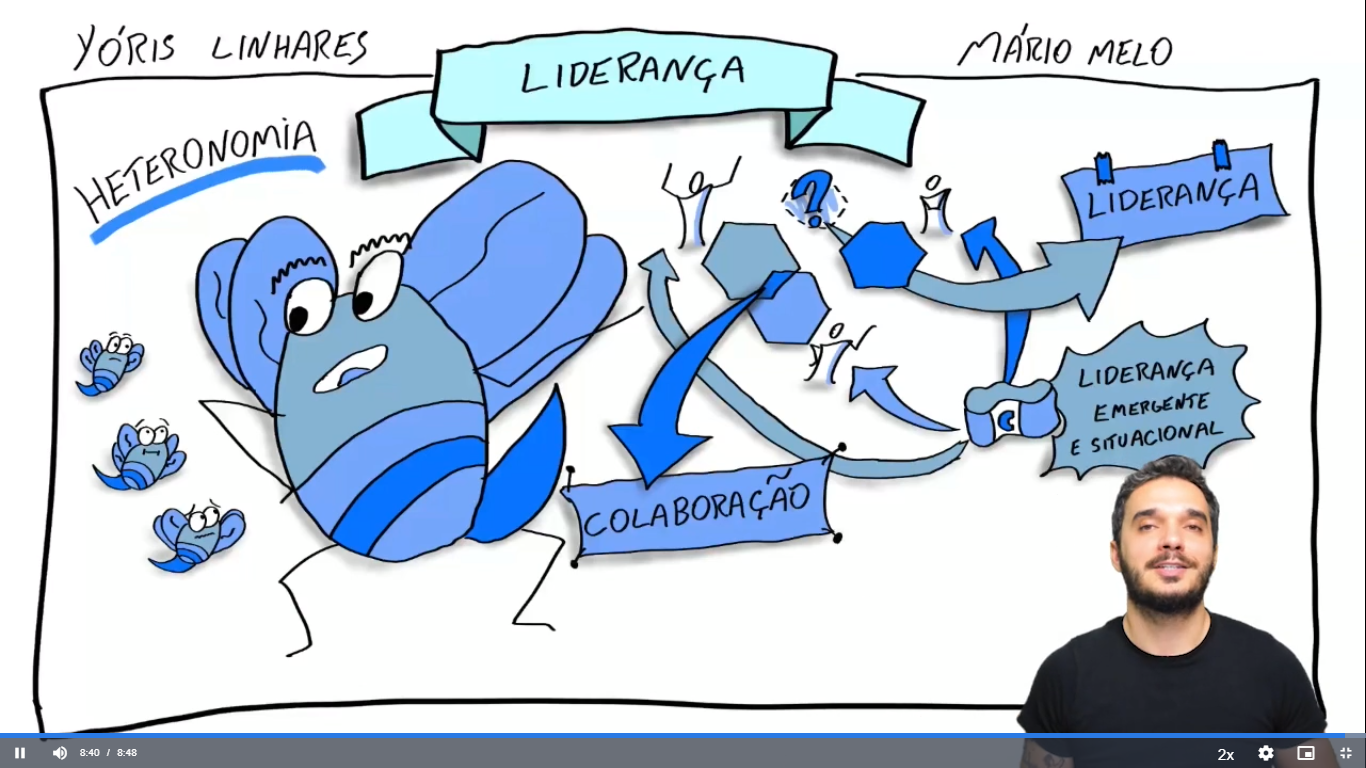 YÓRIS LINHARES
LIDERANÇA
MÁRIO MELO
HETERONOMIA
?
LIDERANÇA
LIDERANÇA
EMERGENTE
E SITUACIONAL
COLABORAÇÃO
8:40 / 8:48
2x